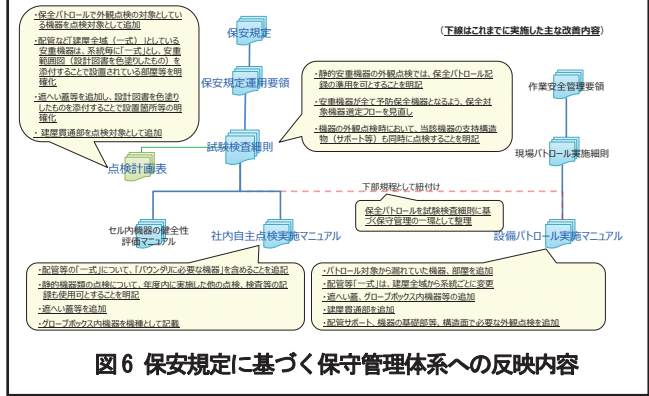 ・保全パトロールで外観点検の対象としてい
る機器を点検対象として追加
・配管など「建屋全域（一式）」としている
安重機器は、系統毎に「一式」とし、安重
範囲図（設計図書を色塗りしたもの）を
添付することで設置されている部屋等を明
確化
・遮へい蓋等を追加し、設計図書を色塗り
したものを添付することで設置箇所等の明
確化
・ 建屋貫通部を点検対象として追加
保安規定
（下線はこれまでに実施した主な改善内容）
保安規定運用要領
・静的安重機器の外観点検では、保全パトロール記
録の準用を可とすることを明記
・安重機器が全て予防保全機器となるよう、保全対
象機器選定フローを見直し
・機器の外観点検時において、当該機器の支持構造
物（サポート等）も同時に点検することを明記
作業安全管理要領
試験検査細則
現場パトロール実施細則
点検計画表
下部規程として紐付け
保全パトロールを試験検査細則に基
づく保守管理の一環として整理
セル内機器の健全性
評価マニュアル
社内自主点検実施マニュアル
設備パトロール実施マニュアル
・配管等の「一式」について、「バウンダリに必要な機器」を含めることを追記
・静的機器類の点検について、年度内に実施した他の点検、検査等の記
録も使用可とすることを明記
・遮へい蓋等を追加
・グローブボックス内機器を機種として記載
・パトロール対象から漏れていた機器、部屋を追加
・配管等「一式」は、建屋全域から系統ごとに変更
・遮へい蓋、グローブボックス内機器等の追加
・建屋貫通部を追加
・配管サポート、機器の基礎部等、構造面で必要な外観点検を追加
図6 保安規定に基づく保守管理体系への反映内容